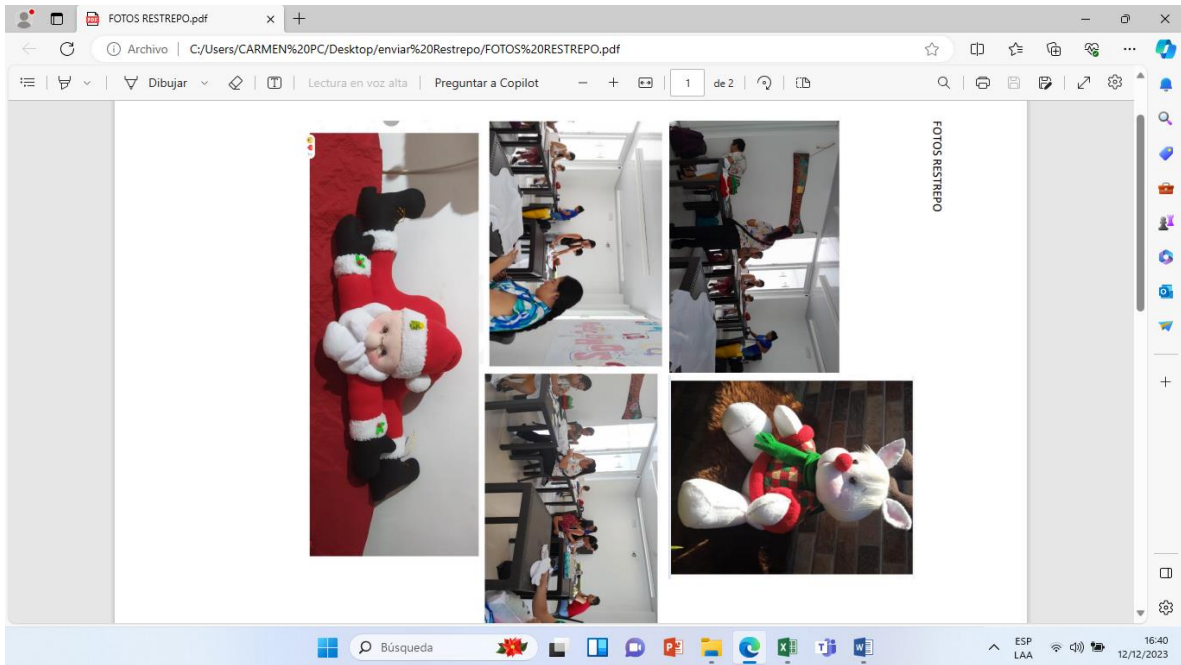 FOTOS RESTREPO.pdf
Archivo
C:/Users/CARMEN%20PC/Desktop/enviar%20Restrepo/FOTOS%20RESTREPO.pdf
Dibujar
Lectura en voz alta
Preguntar a Copilot
1
de 2
FOTOS RESTREPO
Búsqueda
ESP
LAA
16:40
12/12/2023